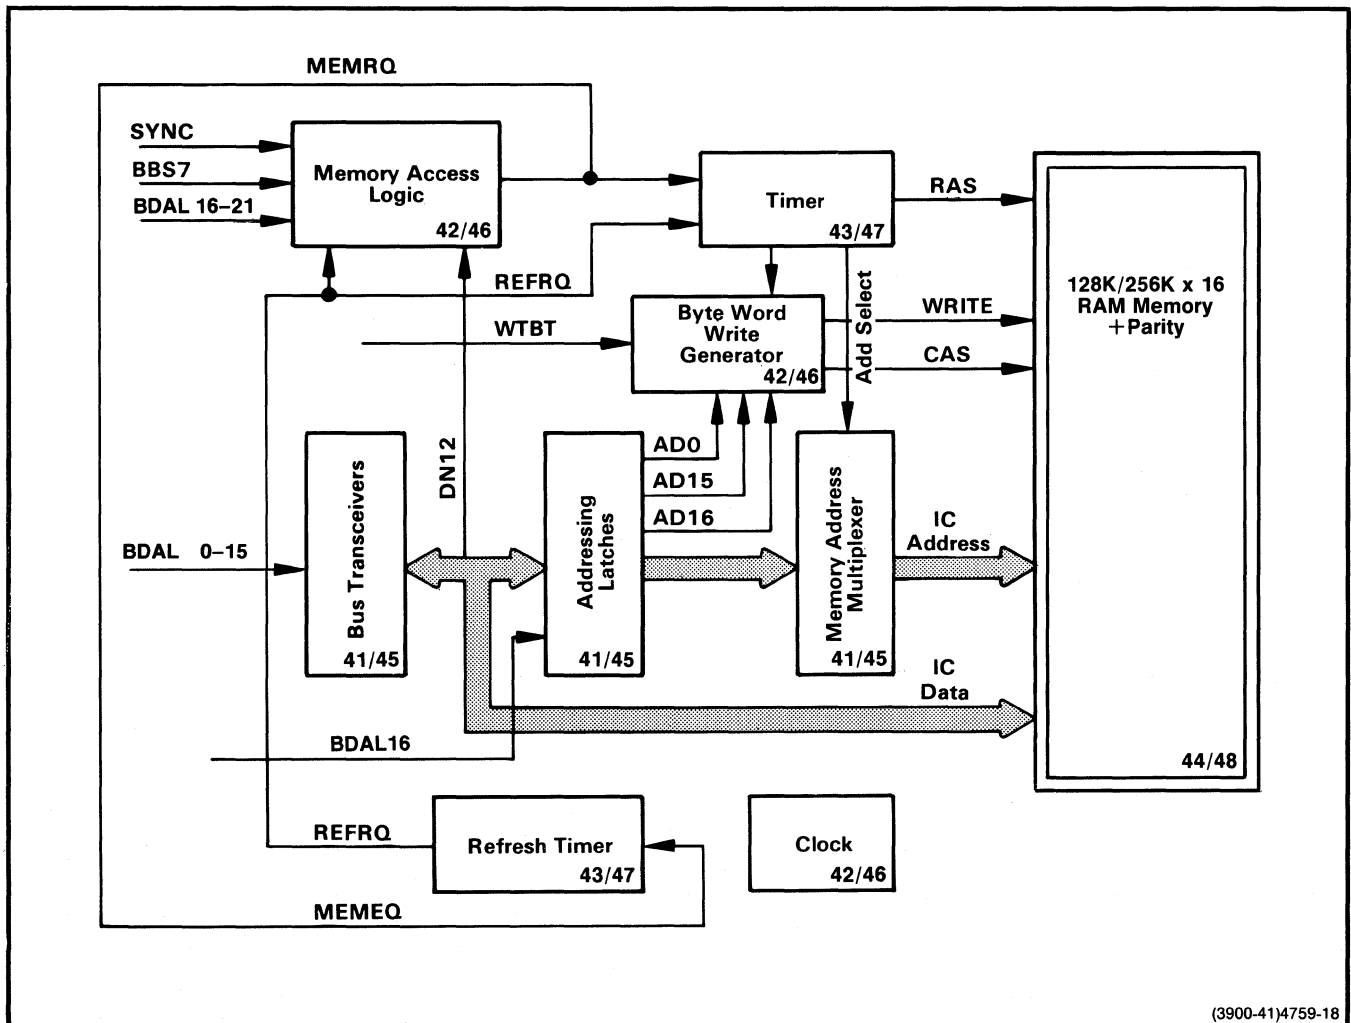 MEMRQ
SYNC
BBS7
BDAL 16–21
Memory Access
Logic
42/46
Timer
43/47
RAS
128K/256K x 16
RAM Memory
+Parity
44/48
REFRQ
WTBT
Byte Word
Write
Generator
42/46
Add Select
WRITE
CAS
DN12
BDAL 0–15
Bus Transceivers
41/45
Addressing
Latches
41/45
AD0
AD15
AD16
Memory Address
Multiplexer
41/45
IC
Address
IC
Data
BDAL16
REFRQ
Refresh Timer
43/47
Clock
42/46
MEMEQ
(3900-41)4759-18